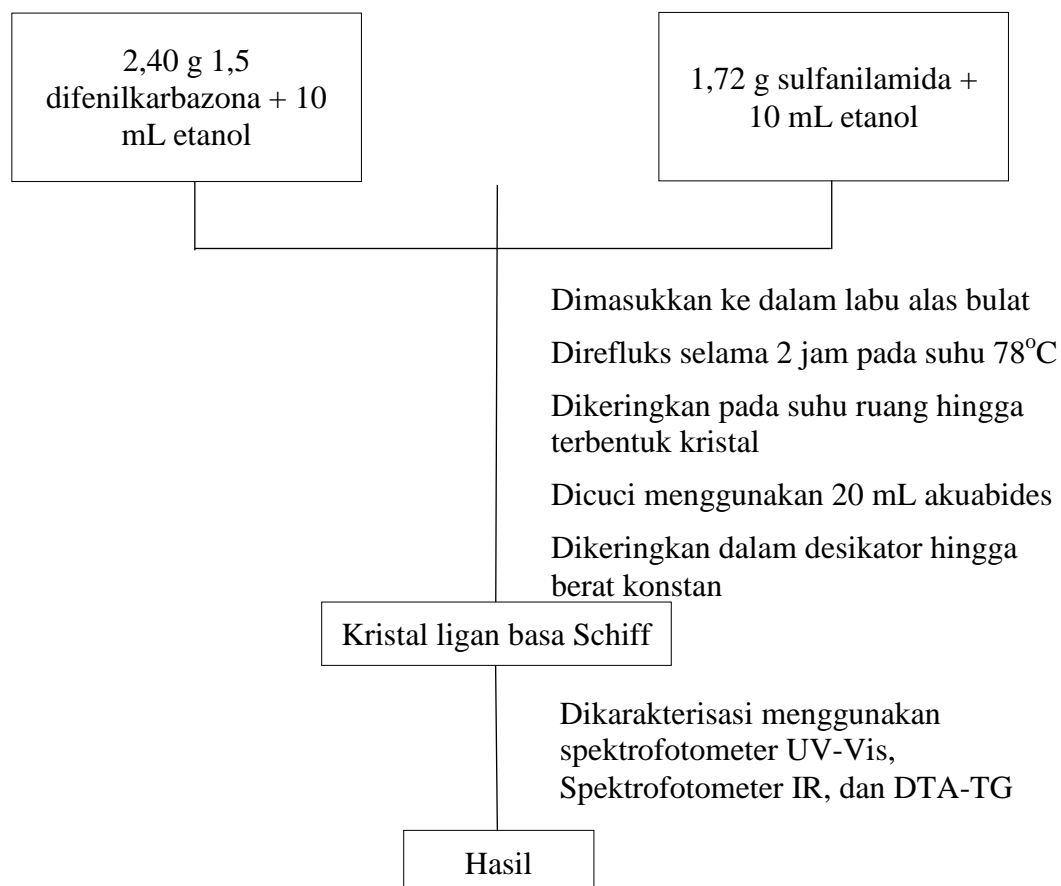 2,40 g 1,5
difenilkarbazona + 10
mL etanol
1,72 g sulfanilamida +
10 mL etanol
Dimasukkan ke dalam labu alas bulat
Direfluks selama 2 jam pada suhu 78°C
Dikeringkan pada suhu ruang hingga
terbentuk kristal
Dicuci menggunakan 20 mL akuabides
Dikeringkan dalam desikator hingga
berat konstan
Kristal ligan basa Schiff
Dikarakterisasi menggunakan
spektrofotometer UV-Vis,
Spektrofotometer IR, dan DTA-TG
Hasil